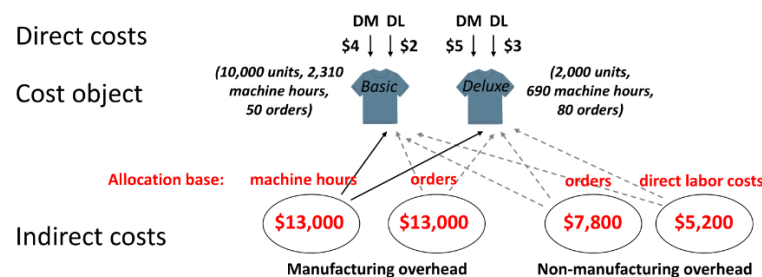 Direct costs
DM DL
$4 $2
DM DL
$5 $3
Cost object
(10,000 units, 2,310
machine hours,
50 orders)
Basic
Deluxe
(2,000 units,
690 machine hours,
80 orders)
Allocation base: machine hours orders orders direct labor costs
$13,000 $13,000 $7,800 $5,200
Indirect costs
Manufacturing overhead Non-manufacturing overhead